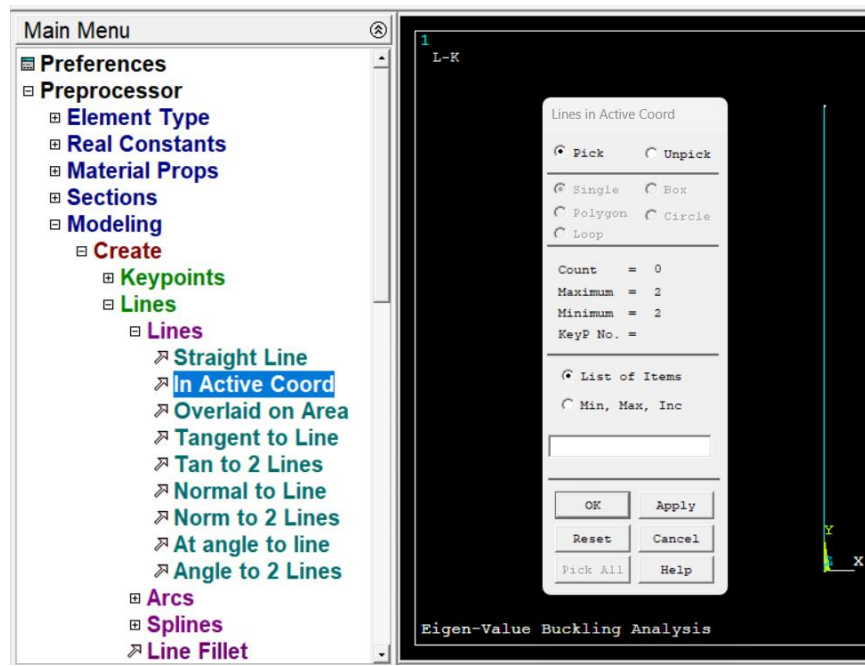 Main Menu
Preferences
Preprocessor
Element Type
Real Constants
Material Props
Sections
Modeling
Create
Keypoints
Lines
Lines
Straight Line
In Active Coord
Overlaid on Area
Tangent to Line
Tan to 2 Lines
Normal to Line
Norm to 2 Lines
At angle to line
Angle to 2 Lines
Arcs
Splines
Line Fillet
1
L-K
Lines in Active Coord
Pick Unpick
Single Box
Polygon Circle
Loop
Count = 0
Maximum = 2
Minimum = 2
KeyP No. =
List of Items
Min, Max, Inc
OK Apply
Reset Cancel
Pick All Help
Y
X
Eigen-Value Buckling Analysis